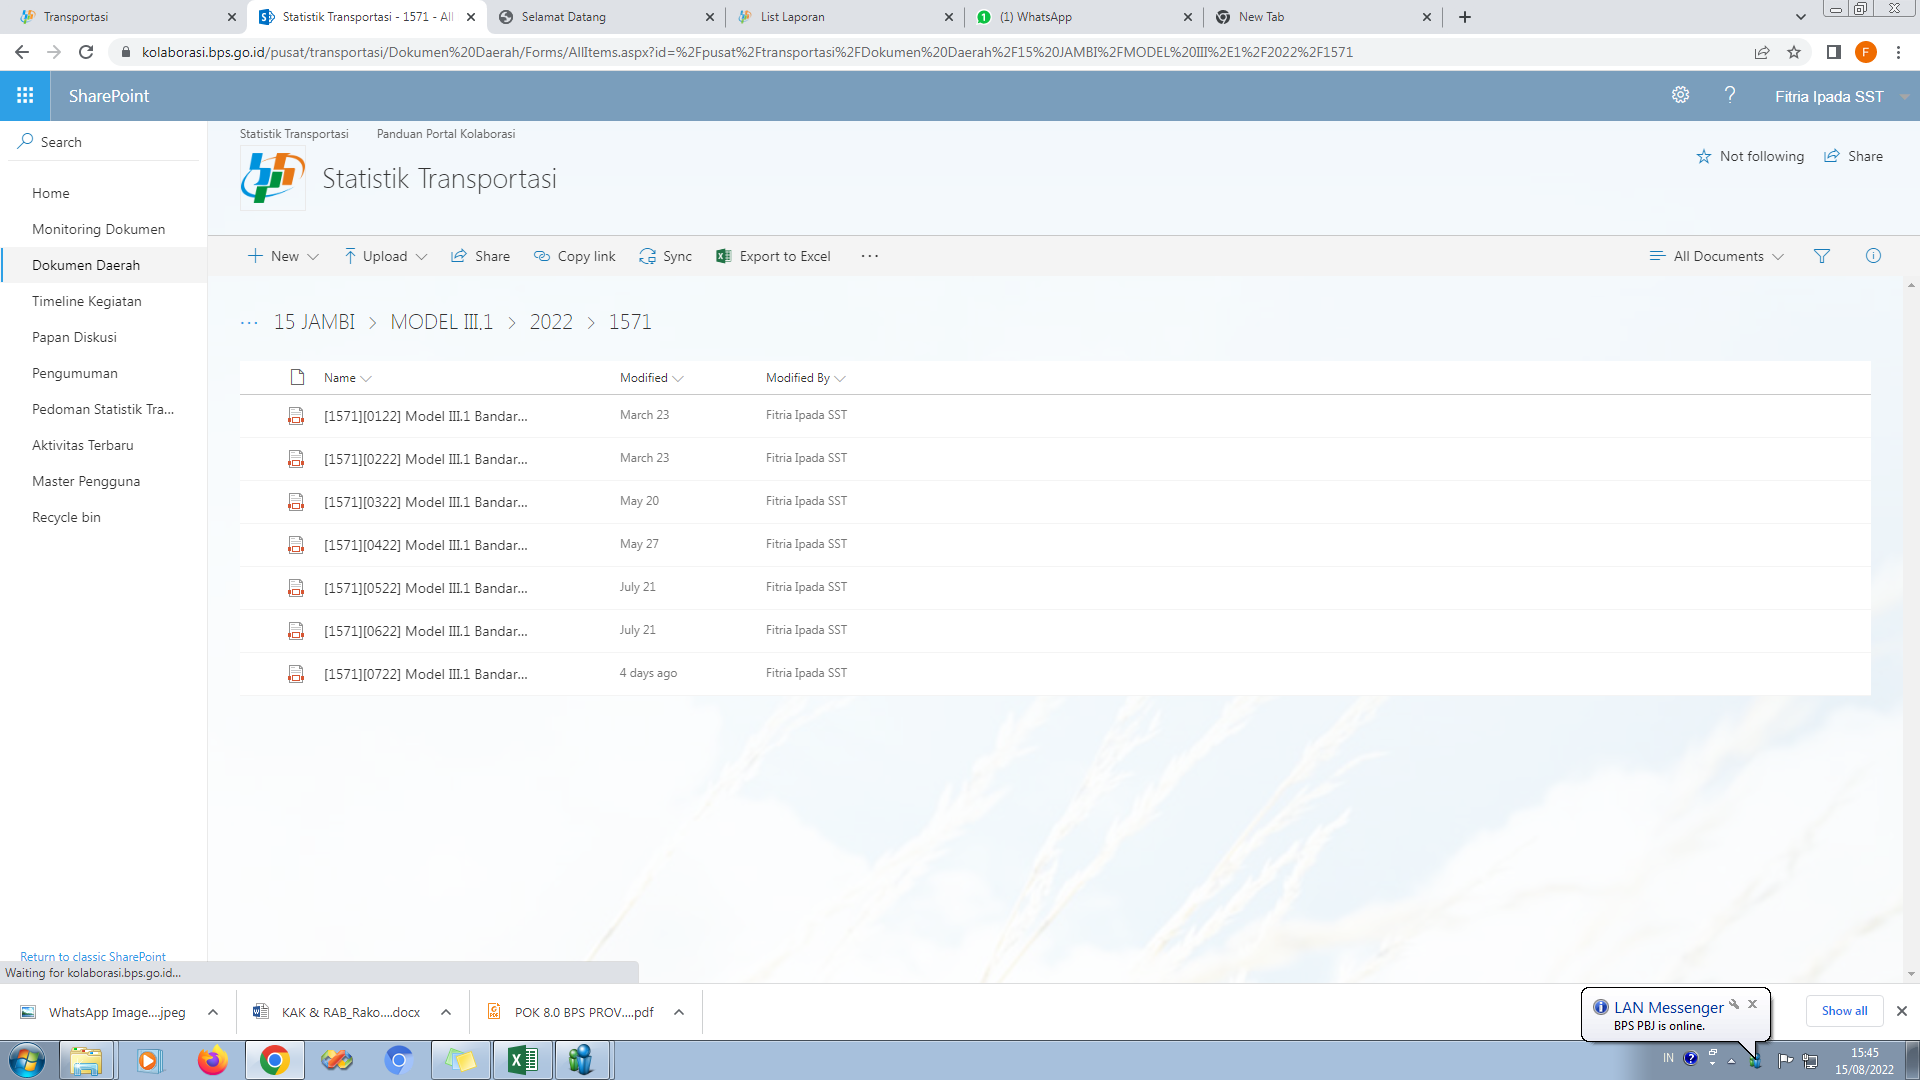 Transportasi
Statistik Transportasi - 1571 - All
Selamat Datang
List Laporan
(1) WhatsApp
New Tab
kolaborasi.bps.go.id/pusat/transportasi/Dokumen%20Daerah/Forms/AllItems.aspx?id=%2Fpusat%2Ftransportasi%2FDokumen%20Daerah%2F15%20JAMBI%2FMODEL%20III%2E1%2F2022%2F1571
F
SharePoint
? Fitria Ipada SST
Search
Home
Monitoring Dokumen
Dokumen Daerah
Timeline Kegiatan
Papan Diskusi
Pengumuman
Pedoman Statistik Tra...
Aktivitas Terbaru
Master Pengguna
Recycle bin
Return to classic SharePoint
Statistik Transportasi Panduan Portal Kolaborasi
Statistik Transportasi
Not following Share
New Upload Share Copy link Sync Export to Excel ···
All Documents
··· 15 JAMBI > MODEL III.1 > 2022 > 1571
Name Modified Modified By
[1571][0122] Model III.1 Bandar... March 23 Fitria Ipada SST
[1571][0222] Model III.1 Bandar... March 23 Fitria Ipada SST
[1571][0322] Model III.1 Bandar... May 20 Fitria Ipada SST
[1571][0422] Model III.1 Bandar... May 27 Fitria Ipada SST
[1571][0522] Model III.1 Bandar... July 21 Fitria Ipada SST
[1571][0622] Model III.1 Bandar... July 21 Fitria Ipada SST
[1571][0722] Model III.1 Bandar... 4 days ago Fitria Ipada SST
Waiting for kolaborasi.bps.go.id...
WhatsApp Image....jpeg
KAK & RAB_Rako....docx
POK 8.0 BPS PROV....pdf
LAN Messenger
BPS PBJ is online.
Show all
IN
15:45
15/08/2022